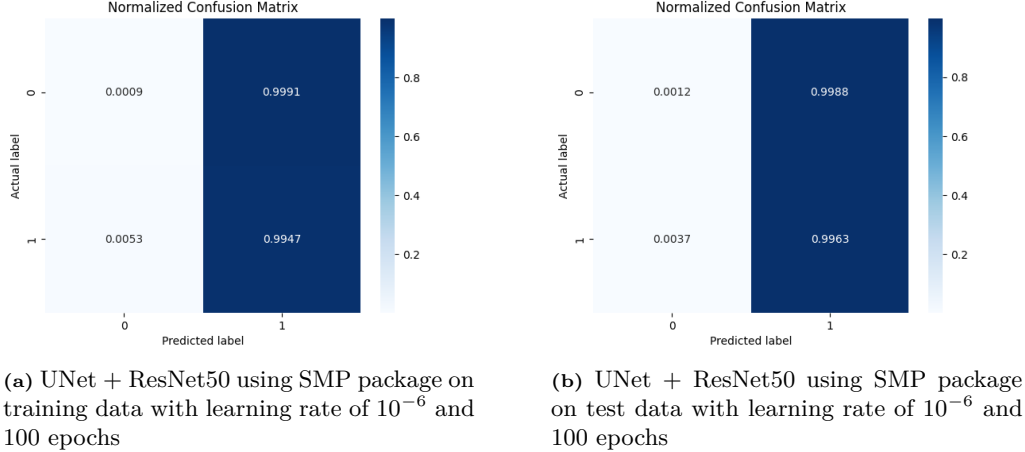 Normalized Confusion Matrix
0.0009 0.9991
0.0053 0.9947
0
1
Actual label
0 1
Predicted label
0.8
0.6
0.4
0.2
(a) UNet + ResNet50 using SMP package on
training data with learning rate of 10⁻⁶ and
100 epochs
Normalized Confusion Matrix
0.0012 0.9988
0.0037 0.9963
0
1
Actual label
0 1
Predicted label
0.8
0.6
0.4
0.2
(b) UNet + ResNet50 using SMP package
on test data with learning rate of 10⁻⁶ and
100 epochs